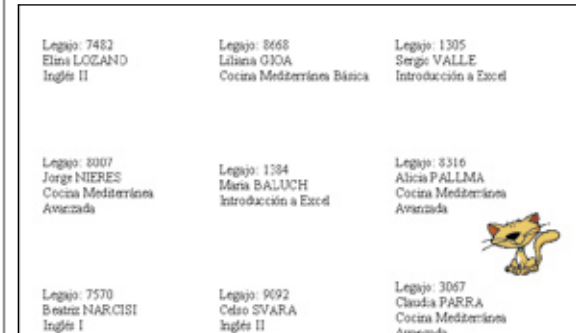 Legajo: 7482
Elina LOZANO
Inglés II
Legajo: 8668
Liliana GIOA
Cocina Mediterránea Básica
Legajo: 1305
Sergio VALLE
Introducción a Excel
Legajo: 8007
Jorge NIERES
Cocina Mediterránea
Avanzada
Legajo: 1384
Maria BALUCH
Introducción a Excel
Legajo: 8316
Alicia PALLMA
Cocina Mediterránea
Avanzada
Legajo: 7570
Beatriz NARCISI
Inglés I
Legajo: 9092
Celso SVARA
Inglés II
Legajo: 3067
Claudia PARRA
Cocina Mediterránea
Avanzada